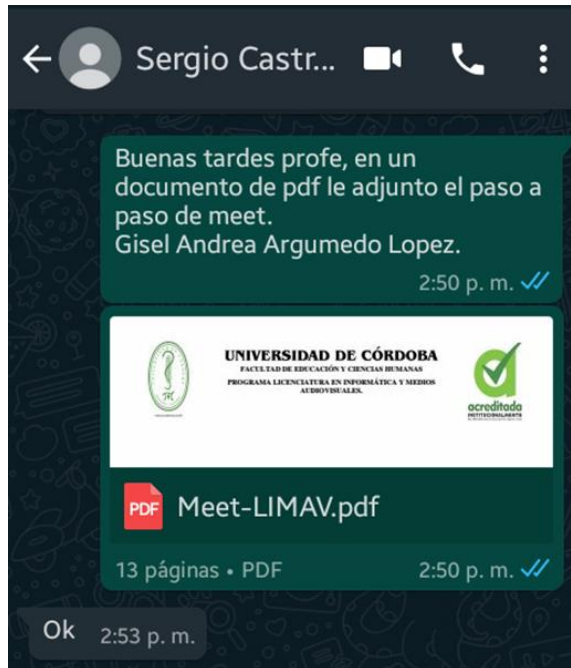 Sergio Castr...
Buenas tardes profe, en un
documento de pdf le adjunto el paso a
paso de meet.
Gisel Andrea Argumedo Lopez.
2:50 p. m.
UNIVERSIDAD DE CÓRDOBA
FACULTAD DE EDUCACIÓN Y CIENCIAS HUMANAS
PROGRAMA LICENCIATURA EN INFORMÁTICA Y MEDIOS
AUDIOVISUALES.
acreditada
INSTITUCIONALMENTE
PDF Meet-LIMAV.pdf
13 páginas • PDF 2:50 p. m.
Ok 2:53 p. m.